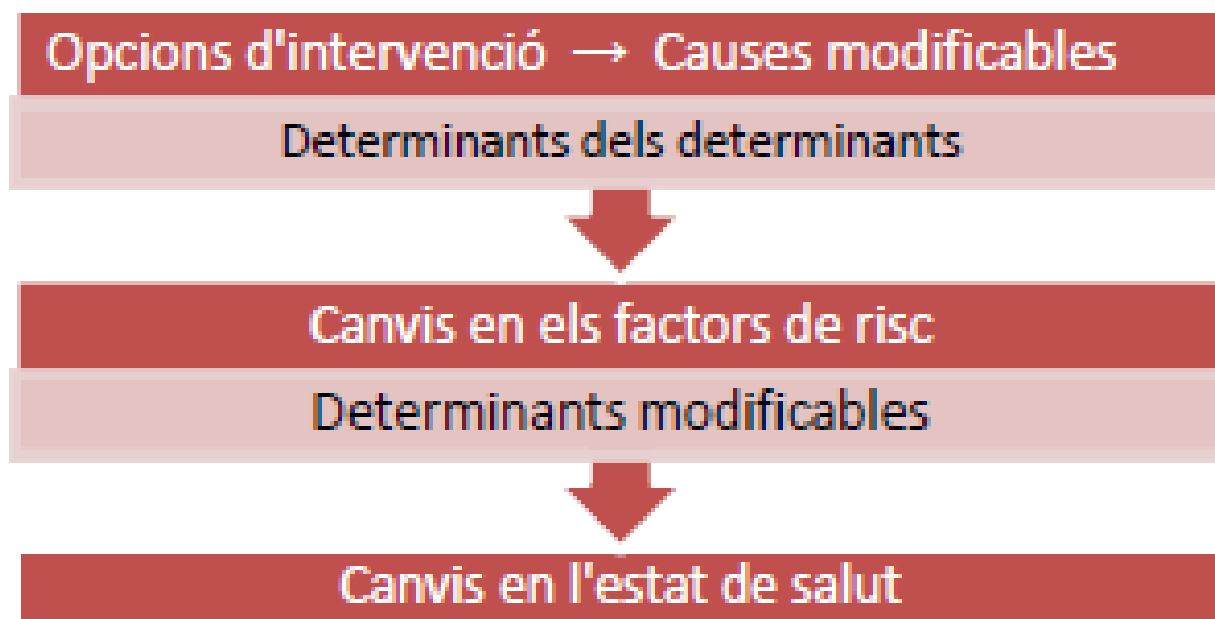 Opcions d'intervenció → Causes modificables
Determinants dels determinants
Canvis en els factors de risc
Determinants modificables
Canvis en l'estat de salut